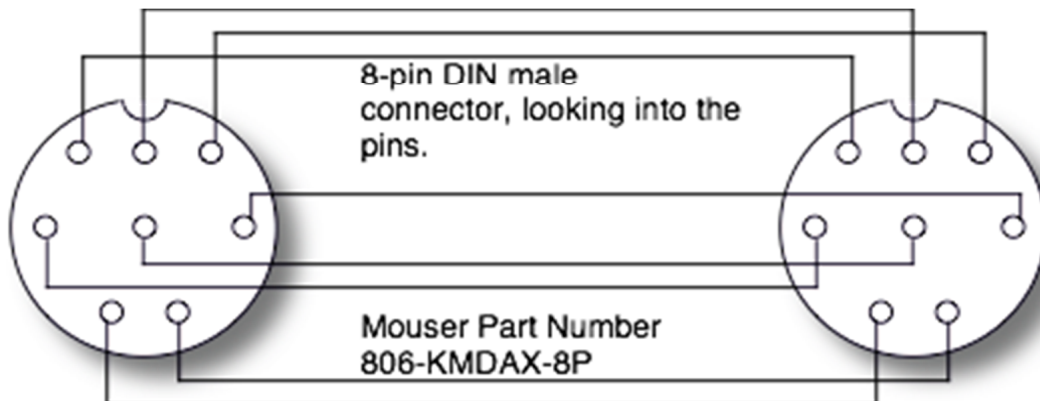 8-pin DIN male
connector, looking into the
pins.
Mouser Part Number
806-KMDAX-8P